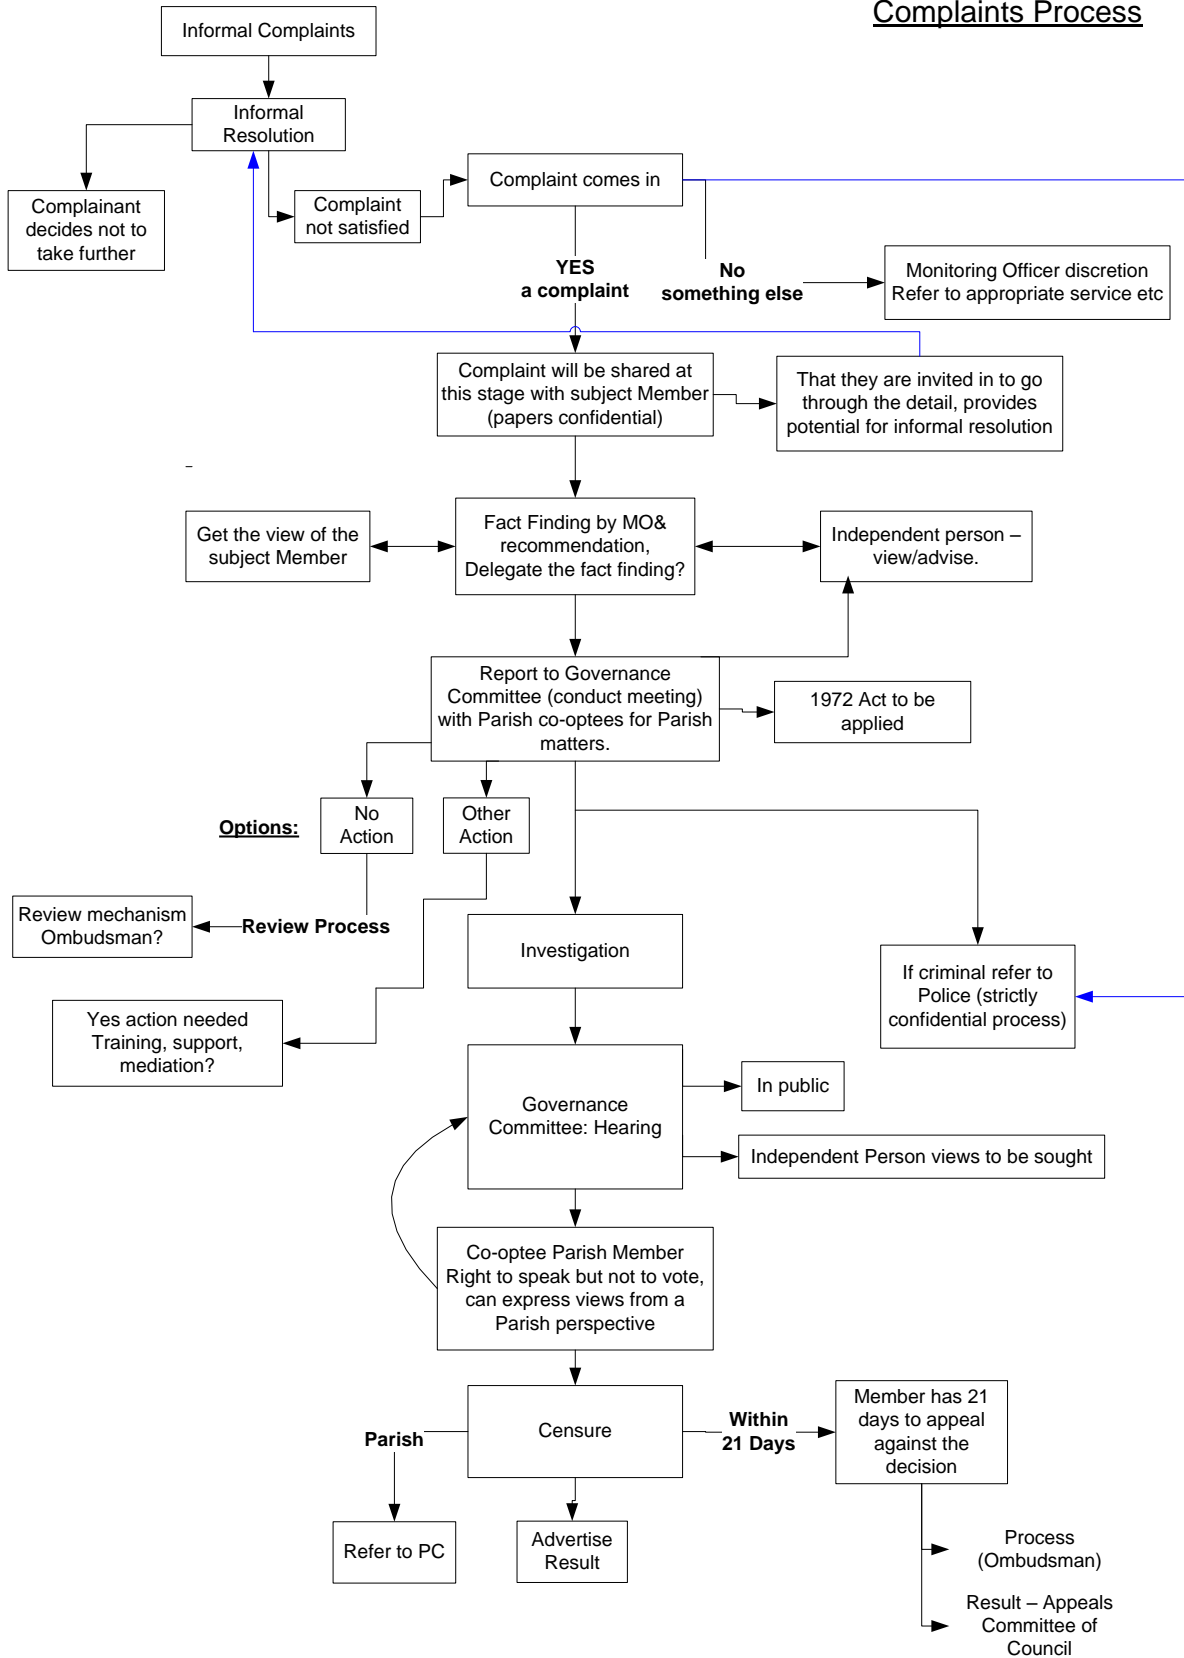 Complaints Process
Informal Complaints
Informal
Resolution
Complainant
decides not to
take further
Complaint
not satisfied
Complaint comes in
YES
a complaint
No
something else
Monitoring Officer discretion
Refer to appropriate service etc
Complaint will be shared at
this stage with subject Member
(papers confidential)
That they are invited in to go
through the detail, provides
potential for informal resolution
Get the view of the
subject Member
Fact Finding by MO&
recommendation,
Delegate the fact finding?
Independent person –
view/advise.
Report to Governance
Committee (conduct meeting)
with Parish co-optees for Parish
matters.
1972 Act to be
applied
Options:
No
Action
Other
Action
Review mechanism
Ombudsman?
Review Process
Investigation
If criminal refer to
Police (strictly
confidential process)
Yes action needed
Training, support,
mediation?
Governance
Committee: Hearing
In public
Independent Person views to be sought
Co-optee Parish Member
Right to speak but not to vote,
can express views from a
Parish perspective
Censure
Parish
Within
21 Days
Member has 21
days to appeal
against the
decision
Refer to PC
Advertise
Result
Process
(Ombudsman)
Result – Appeals
Committee of
Council